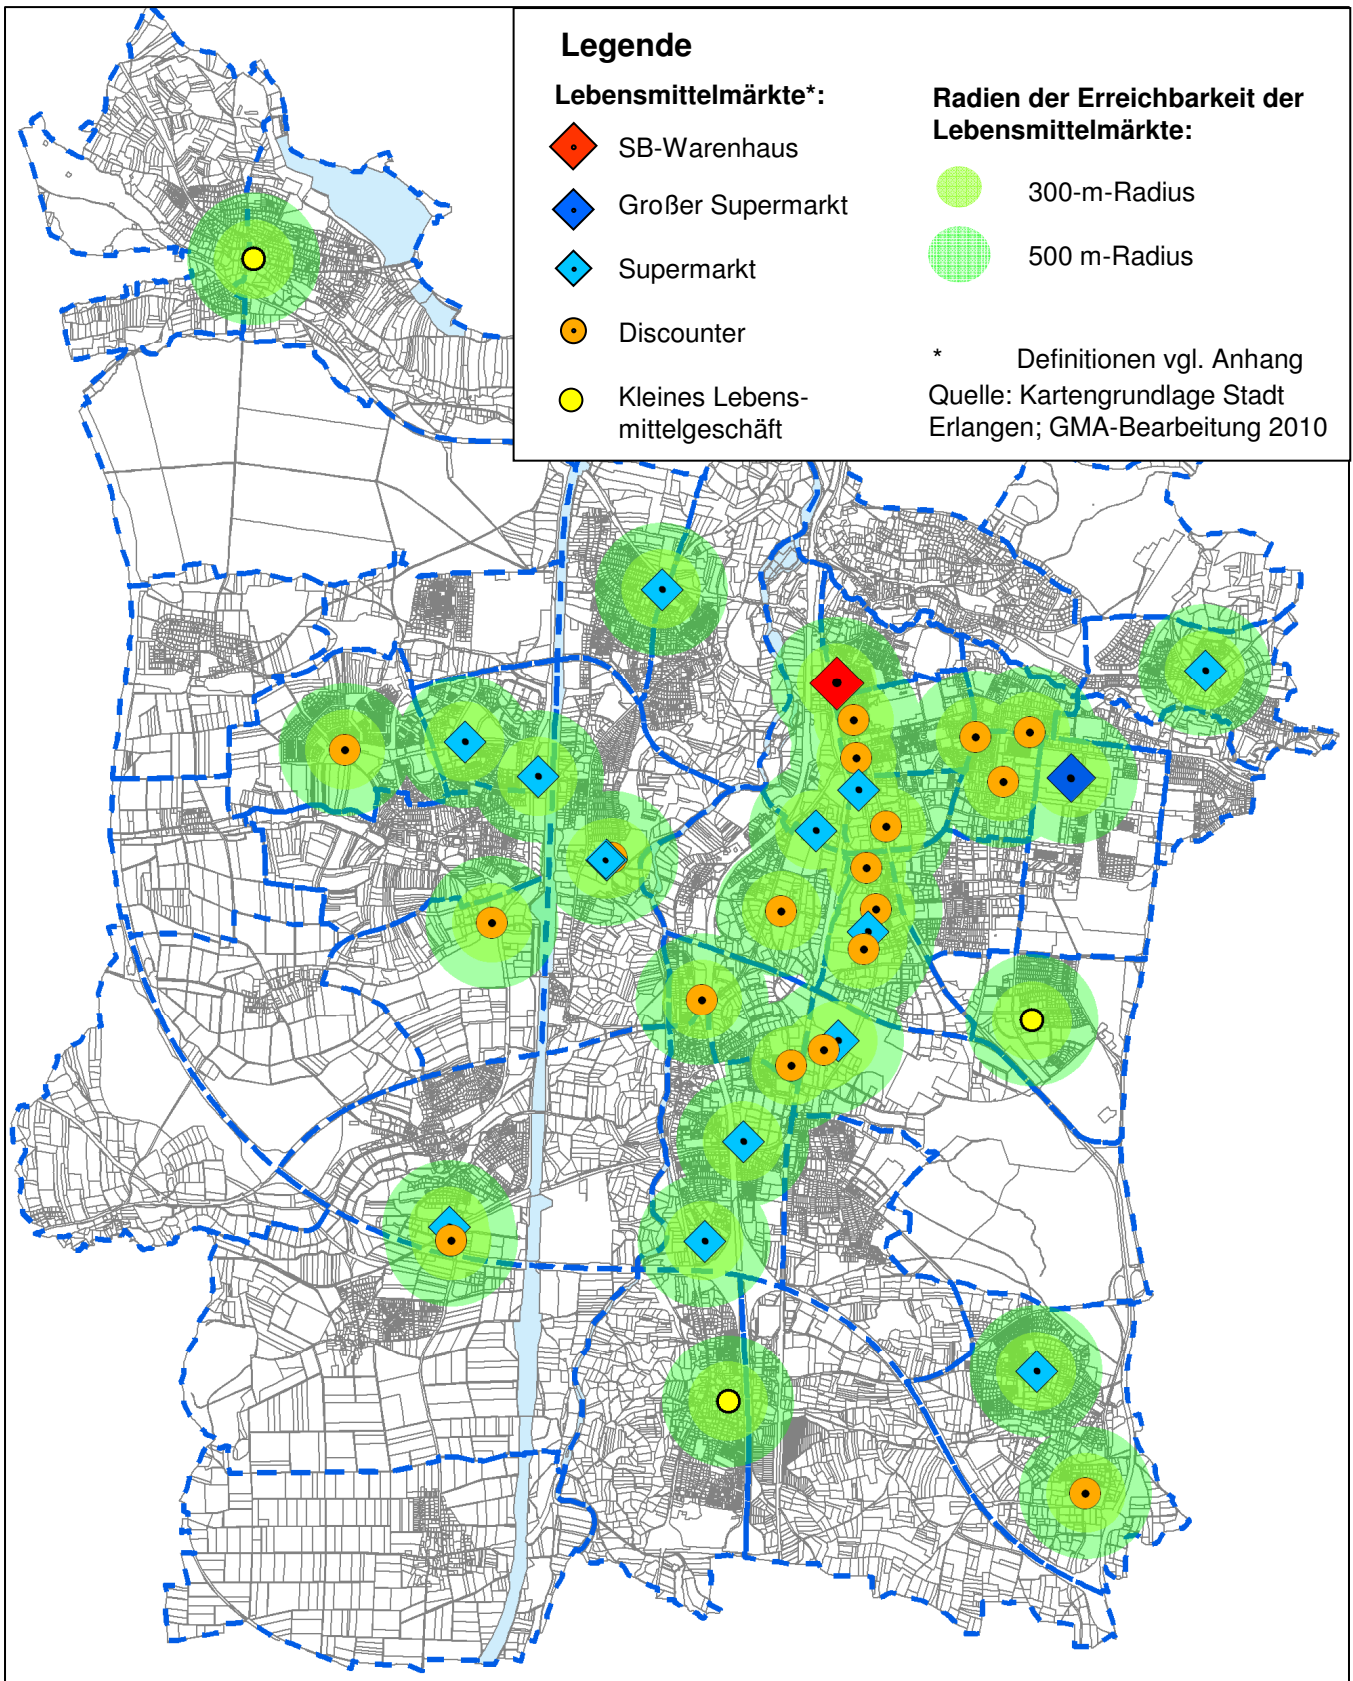 Legende
Lebensmittelmärkte*:
SB-Warenhaus
Großer Supermarkt
Supermarkt
Discounter
Kleines Lebens-
mittelgeschäft
Radien der Erreichbarkeit der
Lebensmittelmärkte:
300-m-Radius
500 m-Radius
* Definitionen vgl. Anhang
Quelle: Kartengrundlage Stadt
Erlangen; GMA-Bearbeitung 2010